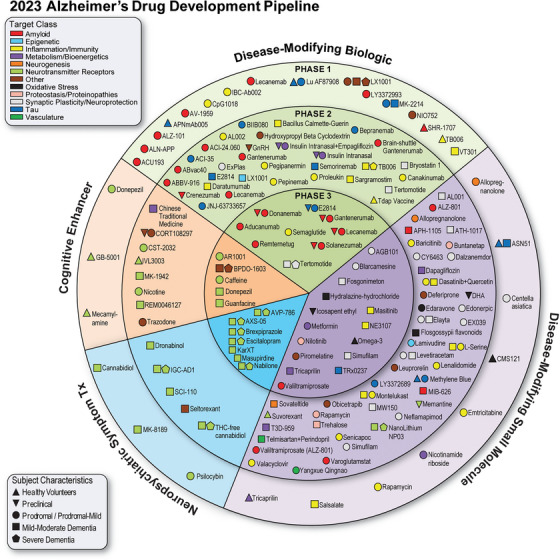 2023 Alzheimer's Drug Development Pipeline
Target Class
Amyloid
Epigenetic
Inflammation/Immunity
Metabolism/Bioenergetics
Neurogenesis
Neurotransmitter Receptors
Other
Oxidative Stress
Proteostasis/Proteinopathies
Synaptic Plasticity/Neuroprotection
Tau
Vasculature
Disease-Modifying Biologic
PHASE 1
Lecanemab
Lu AF87908
LX1001
IBC-Ab002
LY3372993
CpG1018
MK-2214
AV-1959
NIO752
APNmAb005
SHR-1707
ALZ-101
TB006
ALN-APP
VT301
ACU193
PHASE 2
BIIB080
Bacillus Calmette-Guerin
AL002
Hydroxypropyl Beta Cyclodextrin
Bepranemab
ACI-24.060
GnRH
Insulin Intranasal+Empagliflozin
Brain-shuttle
Gantenerumab
ACI-35
Gantenerumab
Insulin Intranasal
ABvac40
ExPlas
Pegipanermin
Semorinemab
TB006
Bryostatin 1
E2814
LX1001
ABBV-916
Daratumumab
Pepinemab
Proleukin
Sargramostim
Canakinumab
Crenezumab
Lecanemab
Tertomotide
JNJ-63733657
Tdap Vaccine
PHASE 3
Donanemab
E2814
Gantenerumab
Aducanumab
Semaglutide
Lecanemab
Remternetug
Solanezumab
Tertomotide
Cognitive Enhancer
Donepezil
GB-5001
Mecamyl-
amine
Chinese
Traditional
Medicine
CORT108297
CST-2032
IVL3003
MK-1942
Nicotine
REM0046127
Trazodone
AR1001
BPDO-1603
Caffeine
Donepezil
Guanfacine
Neuropsychiatric Symptom Tx
Cannabidiol
MK-8189
Psilocybin
Dronabinol
IGC-AD1
SCI-110
Seltorexant
THC-free
cannabidiol
AVP-786
AXS-05
Brexpiprazole
Escitalopram
KarXT
Masupirdine
Nabilone
Disease-Modifying Small Molecule
AGB101
Blarcamesine
Fosgonimeton
Hydralazine-hydrochloride
Icosapent ethyl
Masitinib
Metformin
NE3107
Nilotinib
Omega-3
Piromelatine
Simufilam
Tricaprilin
TRx0237
Valiltramiprosate
AL001
ALZ-801
Allopregnanolone
APH-1105
ATH-1017
Baricitinib
Buntanetap
CY6463
Dalzanemdor
Dapagliflozin
Dasatinib+Quercetin
Deferiprone
DHA
Edaravone
Edonerpic
Elayta
EX039
Flosgossypii flavonoids
Lamivudine
L-Serine
Levetiracetam
Leuprorelin
LY3372689
Methylene Blue
MIB-626
Montelukast
Memantine
MW150
Neflamapimod
NanoLithium
NP03
Sovateltide
Obicetrapib
Suvorexant
Rapamycin
T3D-959
Trehalose
Telmisartan+Perindopril
Senicapoc
Simufilam
Valiltramiprosate (ALZ-801)
Valacyclovir
Varoglumstat
Yangxue Qingnao
Allopreg-
nanolone
ASN51
Centella
asiatica
CMS121
Emtricitabine
Nicotinamide
riboside
Rapamycin
Salsalate
Tricaprilin
Subject Characteristics
Healthy Volunteers
Preclinical
Prodromal / Prodromal-Mild
Mild-Moderate Dementia
Severe Dementia